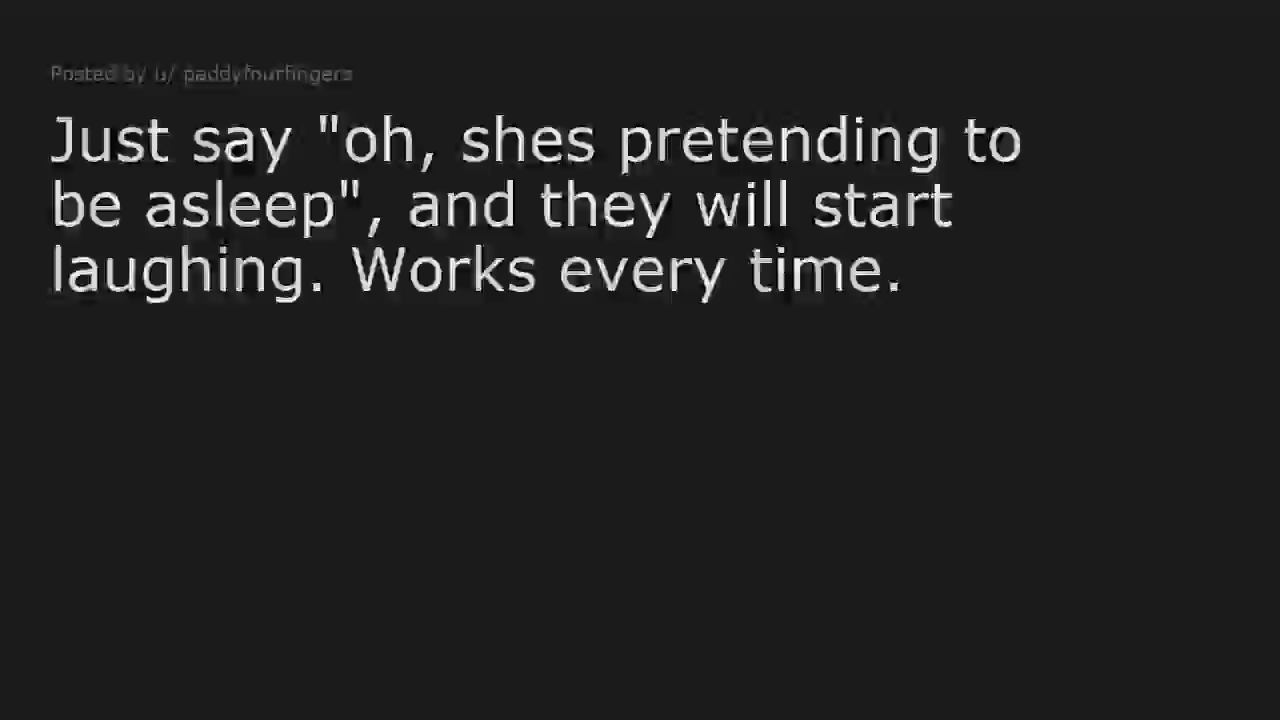 Posted by u/ paddyfourfingers
Just say "oh, shes pretending to
be asleep", and they will start
laughing. Works every time.